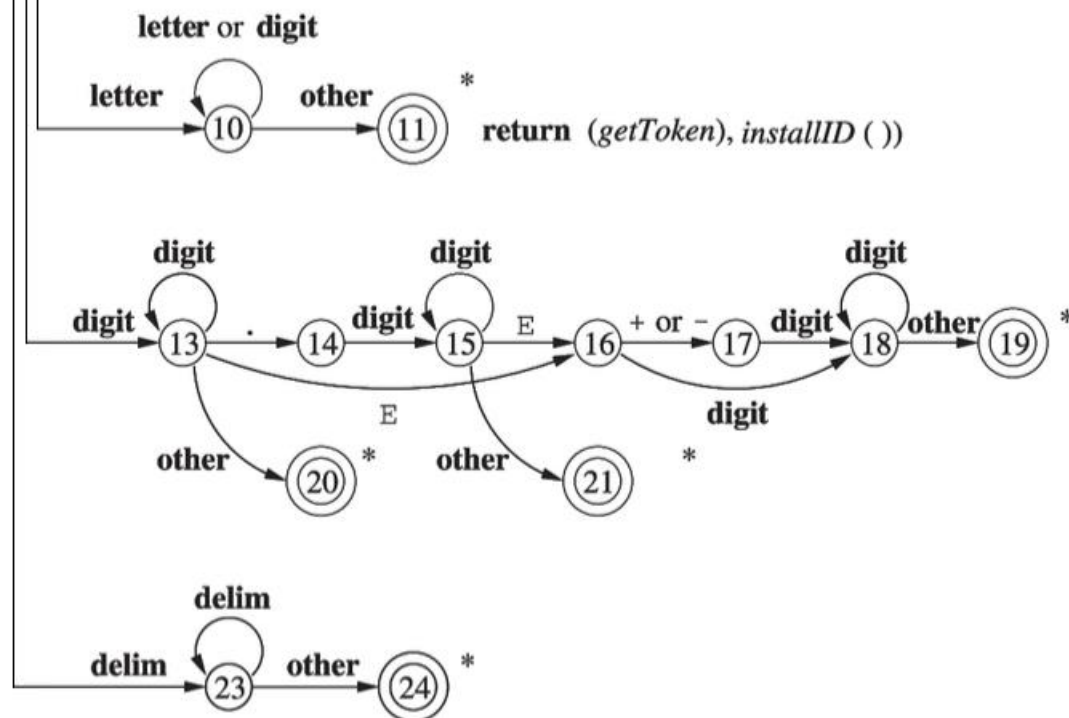 letter or digit
letter other *
10 11 return (getToken), installID ( ))
digit digit digit
digit . digit E + or - digit other *
13 14 15 16 17 18 19
E digit
other * other *
20 21
delim
delim other *
23 24